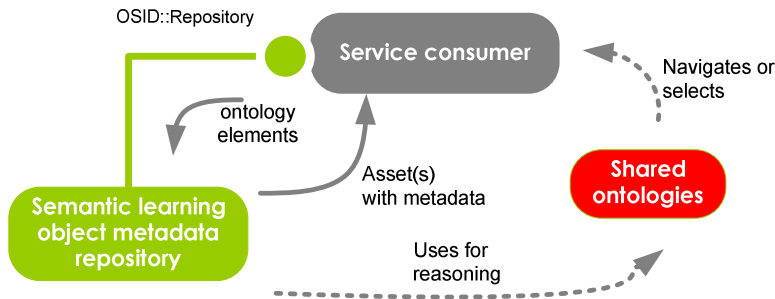 OSID::Repository
Service consumer
Navigates or
selects
ontology
elements
Asset(s)
with metadata
Shared
ontologies
Semantic learning
object metadata
repository
Uses for
reasoning